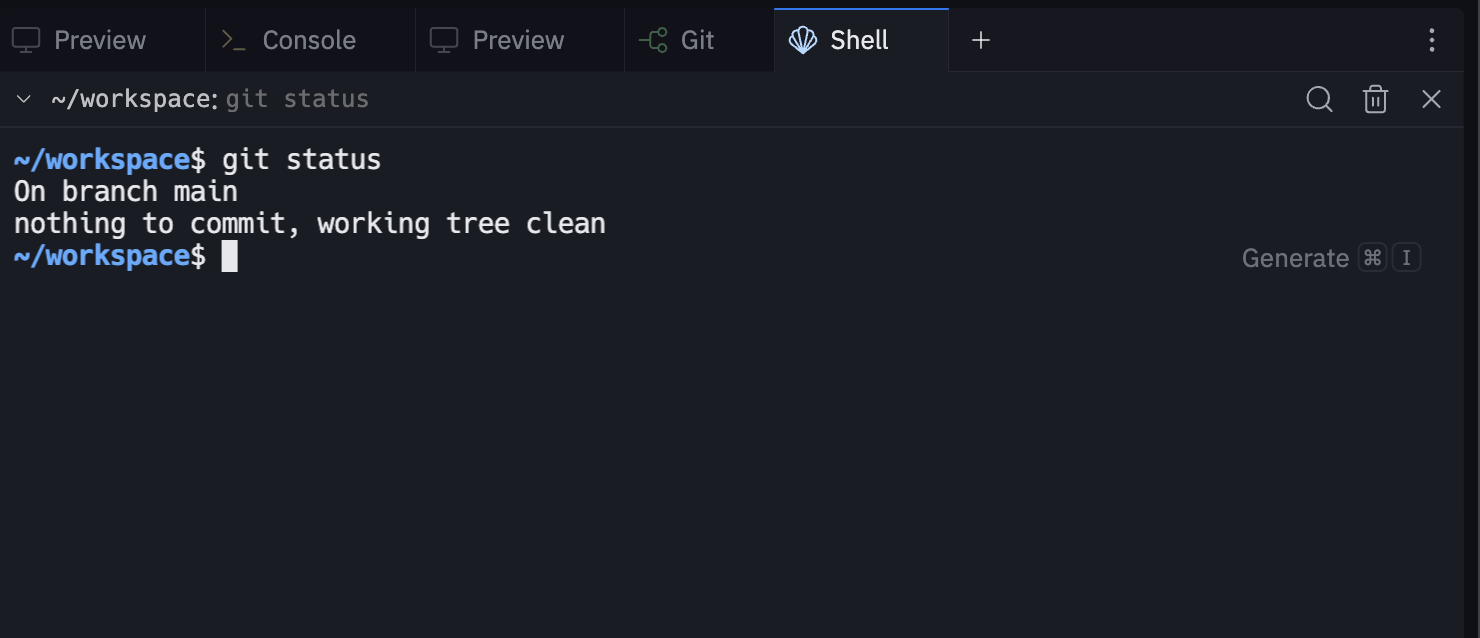 Preview Console Preview Git Shell
~/workspace: git status
~/workspace$ git status
On branch main
nothing to commit, working tree clean
~/workspace$
Generate ⌘ I